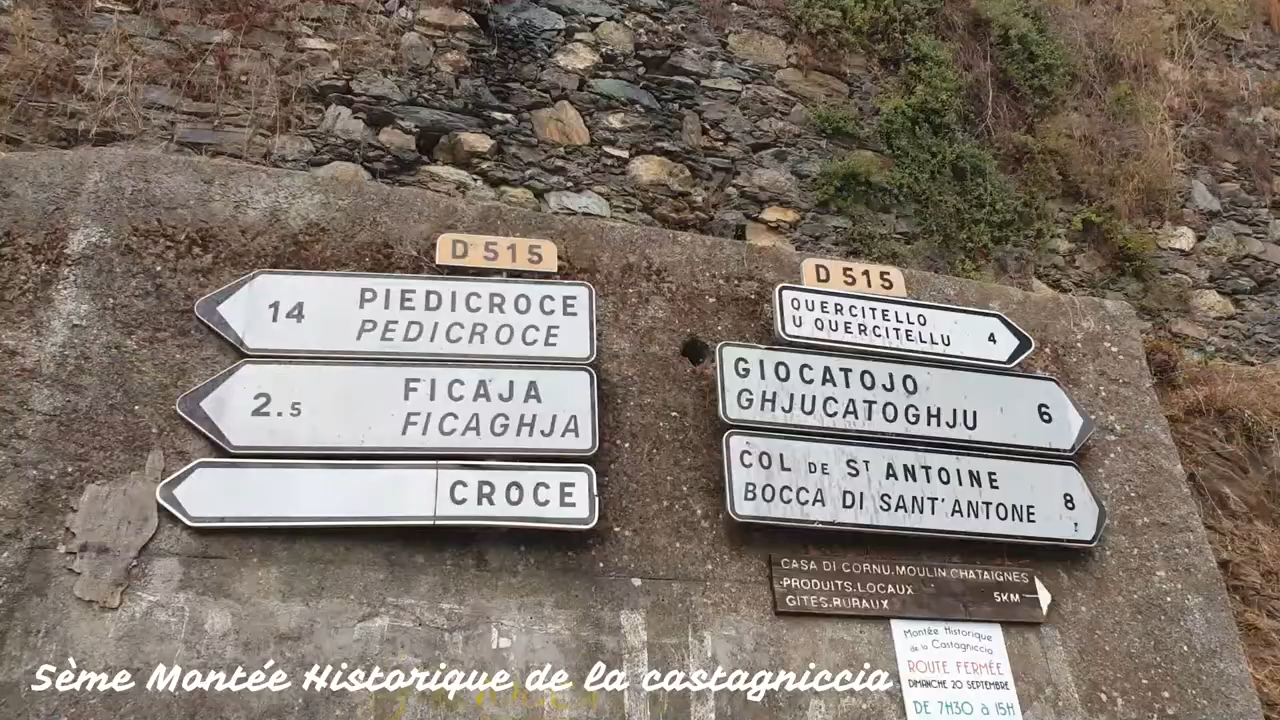 D 515
14 PIEDICROCE
PEDICROCE
2.5 FICAJA
FICAGHJA
CROCE
D 515
QUERCITELLO
U QUERCITELLU 4
GIOCATOJO
GHJUCATOGHJU 6
COL DE ST ANTOINE
BOCCA DI SANT'ANTONE 8
CASA DI CORNU.MOULIN CHATAIGNES
PRODUITS.LOCAUX
GITES.RURAUX 5KM
Montée Historique
de la Castagniccia
ROUTE FERMÉE
DIMANCHE 20 SEPTEMBRE
DE 7H30 à 15H
5ème Montée Historique de la castagniccia